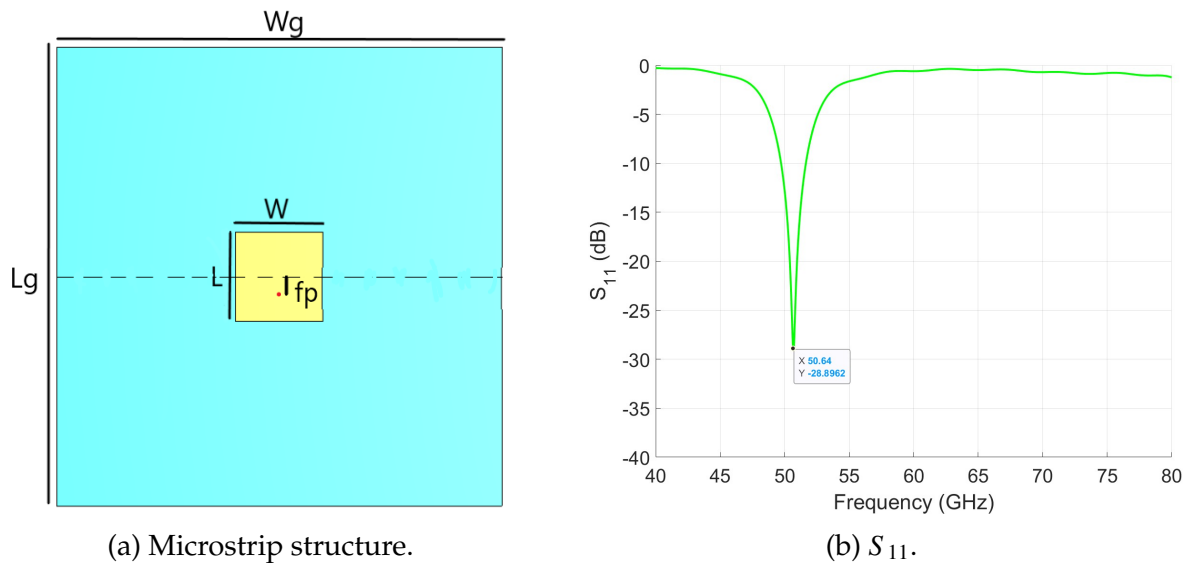 Wg
W
Lg
L
fp
(a) Microstrip structure.
0
-5
-10
-15
-20
-25
-30
-35
-40
S11 (dB)
X 50.64
Y -28.8962
40 45 50 55 60 65 70 75 80
Frequency (GHz)
(b) S11.